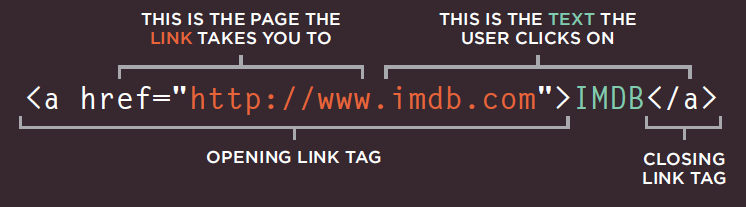 THIS IS THE PAGE THE
LINK TAKES YOU TO
THIS IS THE TEXT THE
USER CLICKS ON
<a href="http://www.imdb.com">IMDB</a>
OPENING LINK TAG
CLOSING
LINK TAG